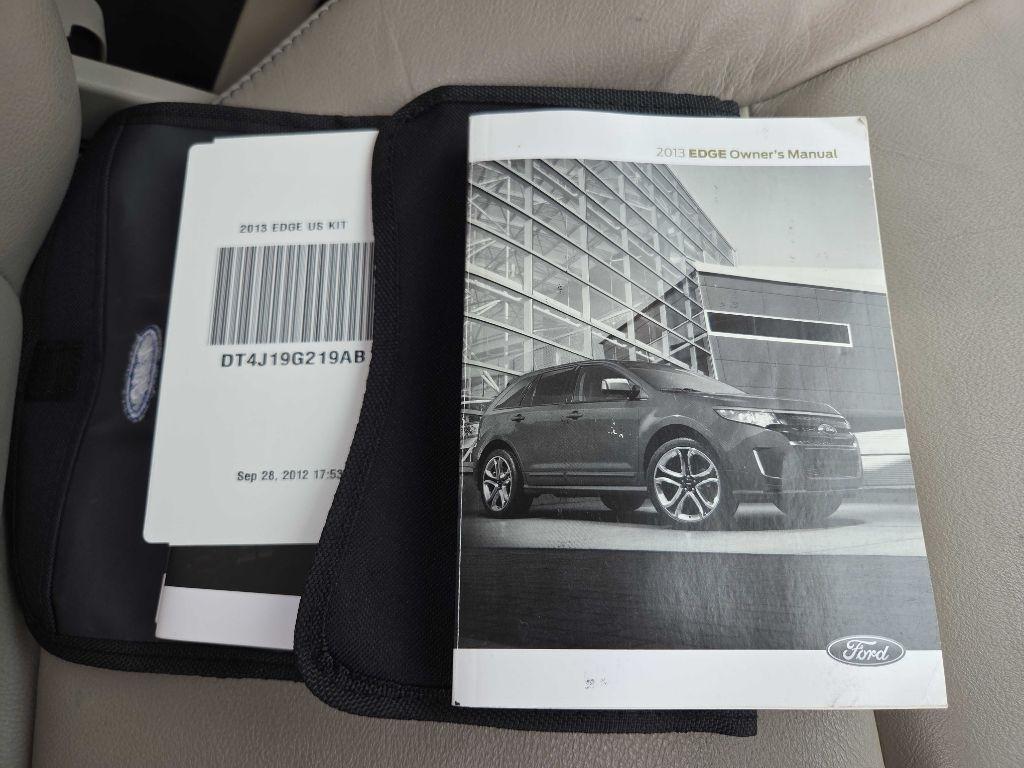 2013 EDGE US KIT
DT4J19G219AB
Sep 28, 2012 17:53
2013 EDGE Owner's Manual
Ford